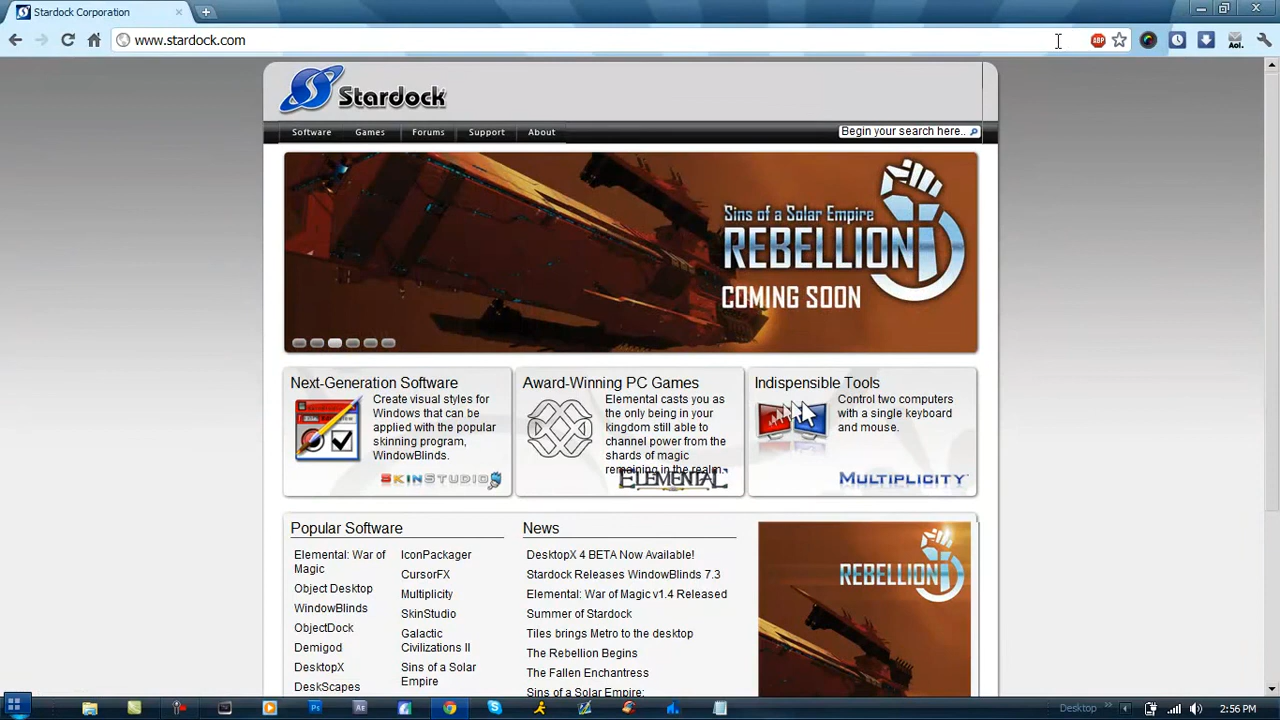 Stardock Corporation
www.stardock.com
ABP
Aol.
Stardock
Software Games Forums Support About
Begin your search here..
Sins of a Solar Empire
REBELLION
COMING SOON
Next-Generation Software
Create visual styles for
Windows that can be
applied with the popular
skinning program,
WindowBlinds.
SKINSTUDIO
Award-Winning PC Games
Elemental casts you as
the only being in your
kingdom still able to
channel power from the
shards of magic
remaining in the realm.
ELEMENTAL
Indispensible Tools
Control two computers
with a single keyboard
and mouse.
MULTIPLICITY
Popular Software
Elemental: War of
Magic
Object Desktop
WindowBlinds
ObjectDock
Demigod
DesktopX
DeskScapes
IconPackager
CursorFX
Multiplicity
SkinStudio
Galactic
Civilizations II
Sins of a Solar
Empire
News
DesktopX 4 BETA Now Available!
Stardock Releases WindowBlinds 7.3
Elemental: War of Magic v1.4 Released
Summer of Stardock
Tiles brings Metro to the desktop
The Rebellion Begins
The Fallen Enchantress
Sins of a Solar Empire:
REBELLION
Ps
Ae
Desktop
2:56 PM